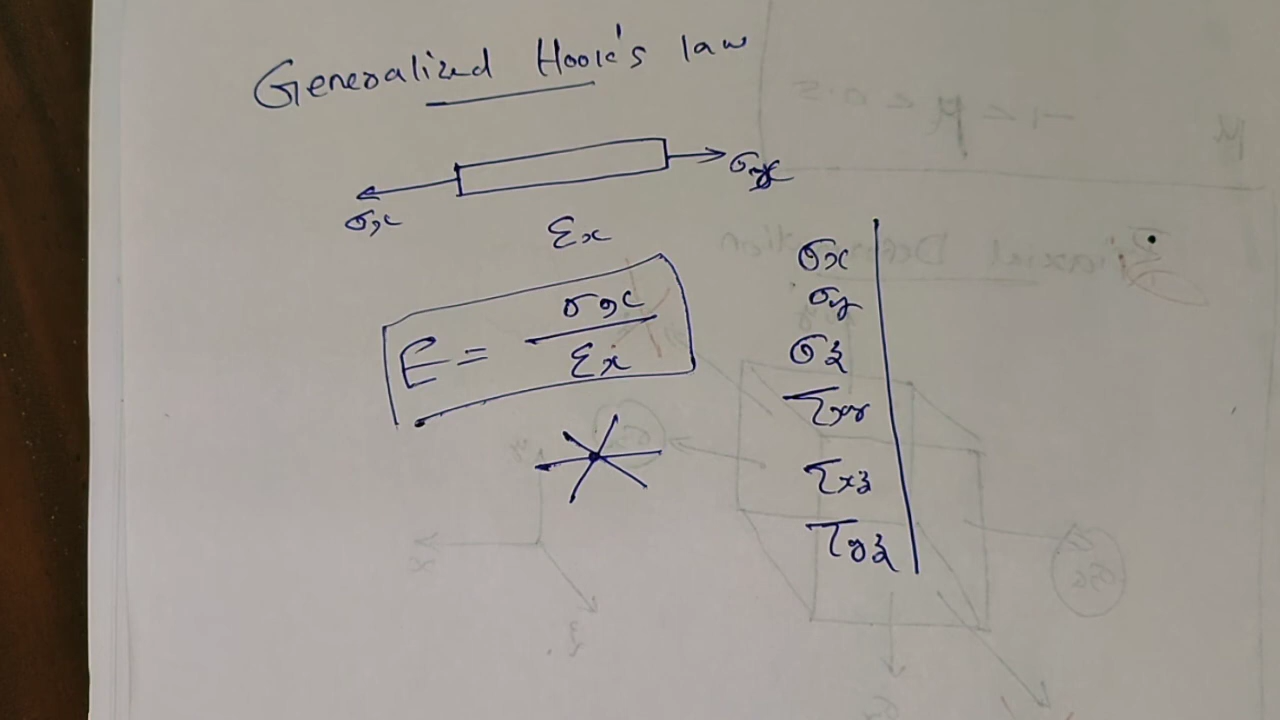 Generalized Hooke's law
σx
σx
εx
E = σx / εx
σx
σy
σz
τxy
τxz
τyz